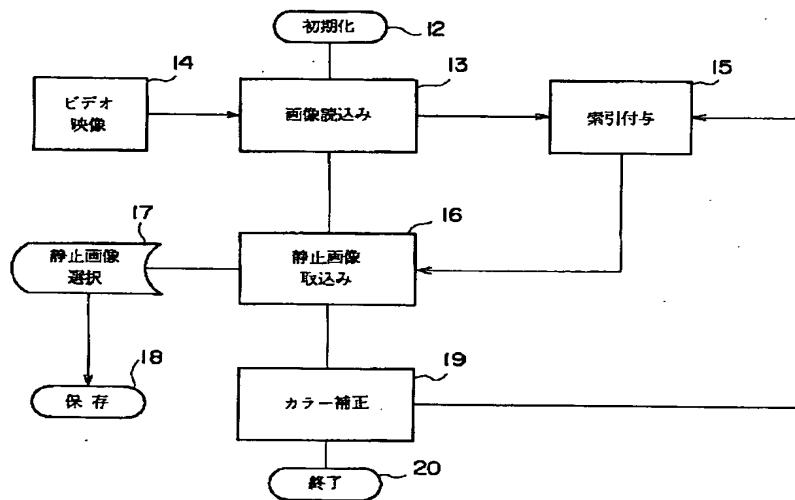 初期化
12
14
ビデオ
映像
13
画像読込み
15
索引付与
17
静止画像
選択
16
静止画像
取込み
18
保存
19
カラー補正
20
終了